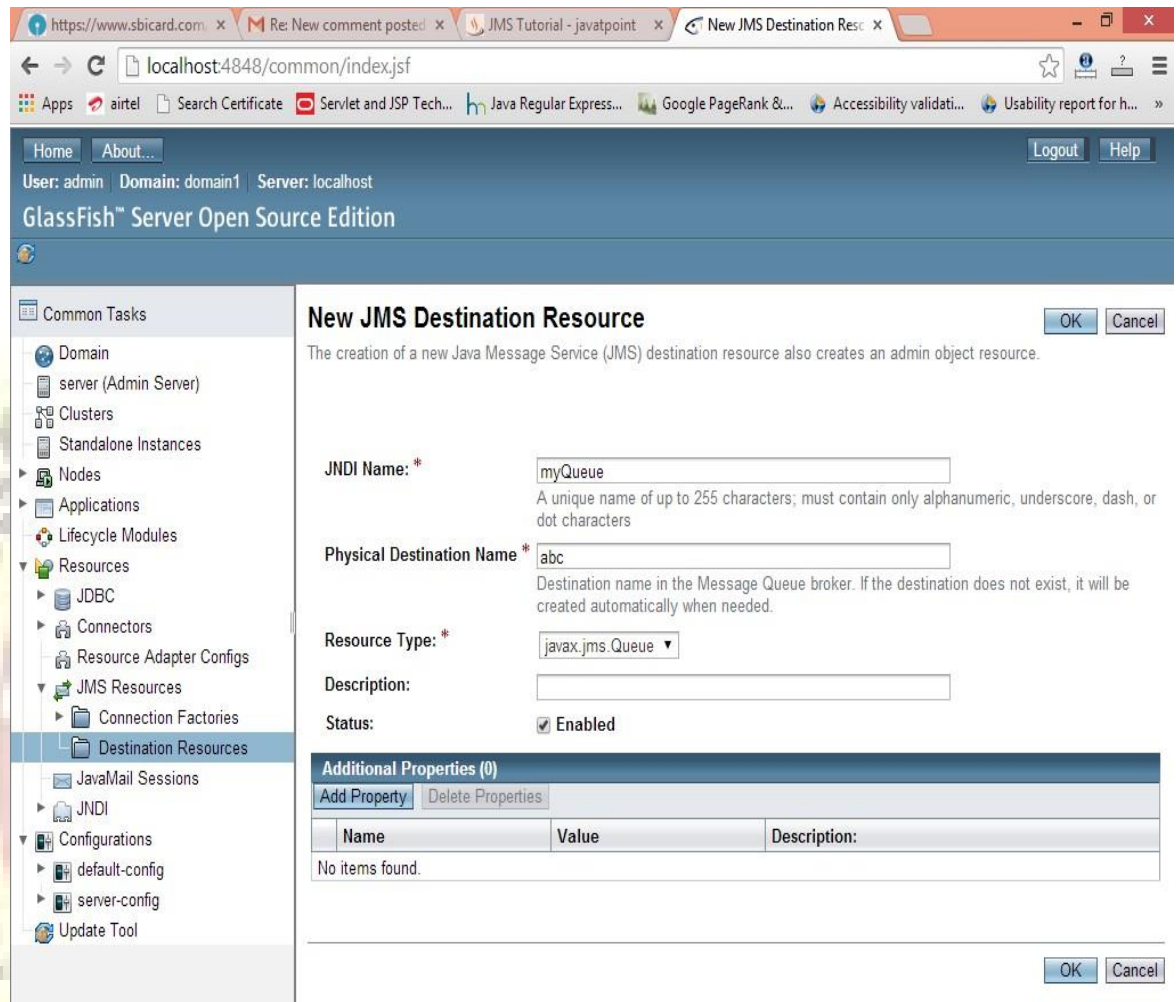 https://www.sbicard.com
Re: New comment posted
JMS Tutorial - javatpoint
New JMS Destination Resc
localhost:4848/common/index.jsf
Apps airtel Search Certificate Servlet and JSP Tech... Java Regular Express... Google PageRank &... Accessibility validati... Usability report for h... »
Home About... Logout Help
User: admin Domain: domain1 Server: localhost
GlassFish™ Server Open Source Edition
Common Tasks
Domain
server (Admin Server)
Clusters
Standalone Instances
Nodes
Applications
Lifecycle Modules
Resources
JDBC
Connectors
Resource Adapter Configs
JMS Resources
Connection Factories
Destination Resources
JavaMail Sessions
JNDI
Configurations
default-config
server-config
Update Tool
New JMS Destination Resource
OK Cancel
The creation of a new Java Message Service (JMS) destination resource also creates an admin object resource.
JNDI Name: * myQueue
A unique name of up to 255 characters; must contain only alphanumeric, underscore, dash, or
dot characters
Physical Destination Name * abc
Destination name in the Message Queue broker. If the destination does not exist, it will be
created automatically when needed.
Resource Type: * javax.jms.Queue
Description:
Status: Enabled
Additional Properties (0)
Add Property Delete Properties
Name Value Description:
No items found.
OK Cancel